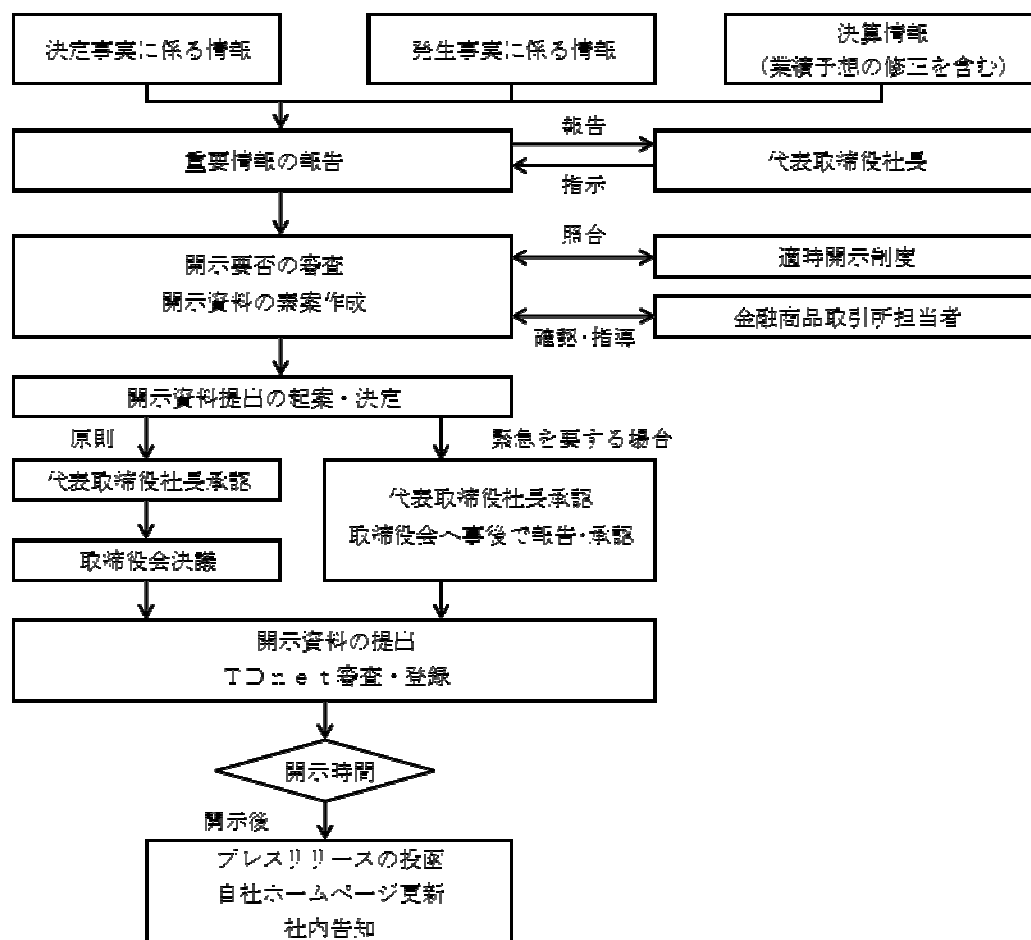 決定事実に係る情報
発生事実に係る情報
決算情報
(業績予想の修正を含む)
報告
重要情報の報告
代表取締役社長
指示
照合
開示要否の審査
開示資料の素案作成
適時開示制度
金融商品取引所担当者
確認・指導
開示資料提出の起案・決定
原則
緊急を要する場合
代表取締役社長承認
取締役会決議
代表取締役社長承認
取締役会へ事後で報告・承認
開示資料の提出
TDnet審査・登録
開示時間
開示後
プレスリリースの投函
自社ホームページ更新
社内告知